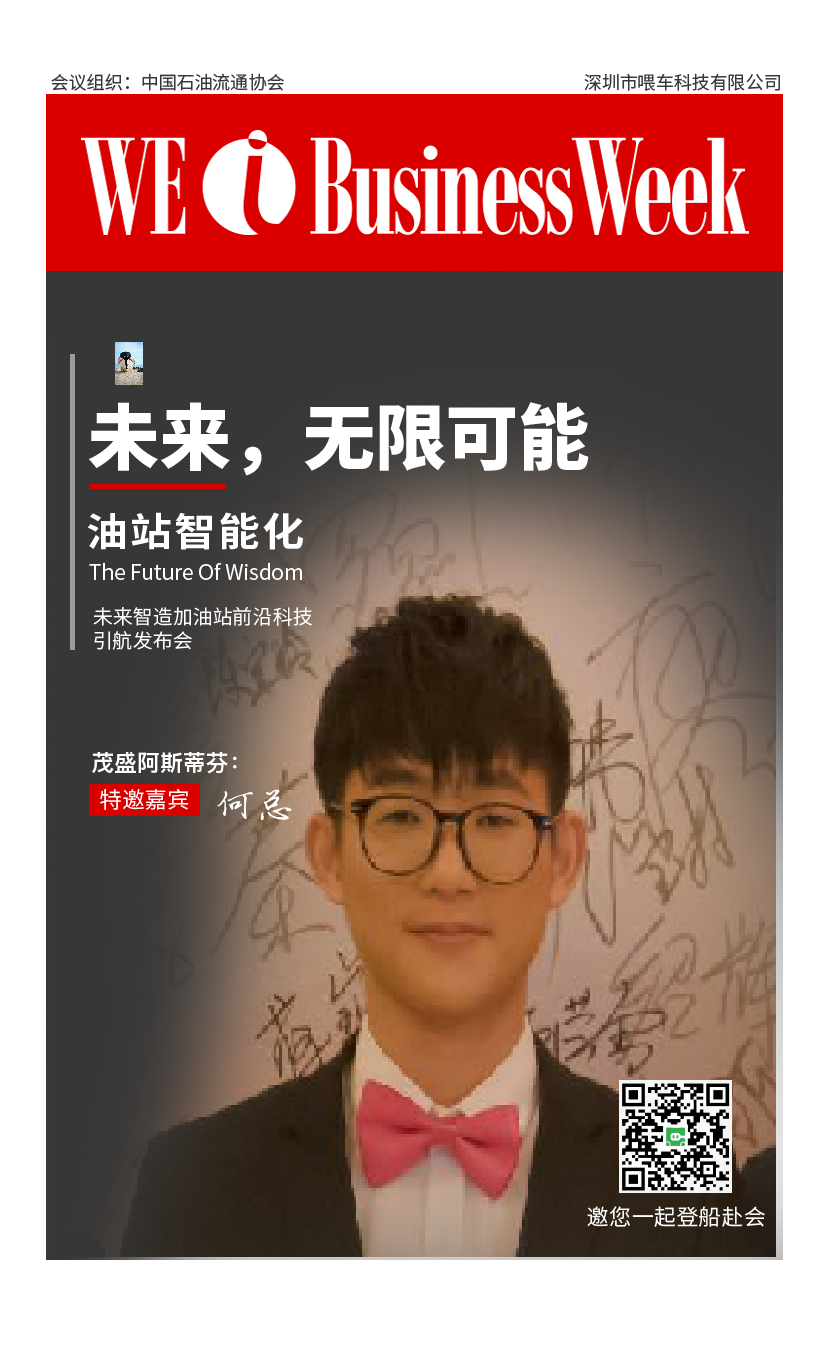 会议组织：中国石油流通协会
深圳市喂车科技有限公司
WE i BusinessWeek
未来，无限可能
油站智能化
The Future Of Wisdom
未来智造加油站前沿科技
引航发布会
茂盛阿斯蒂芬：
特邀嘉宾 何总
邀您一起登船赴会